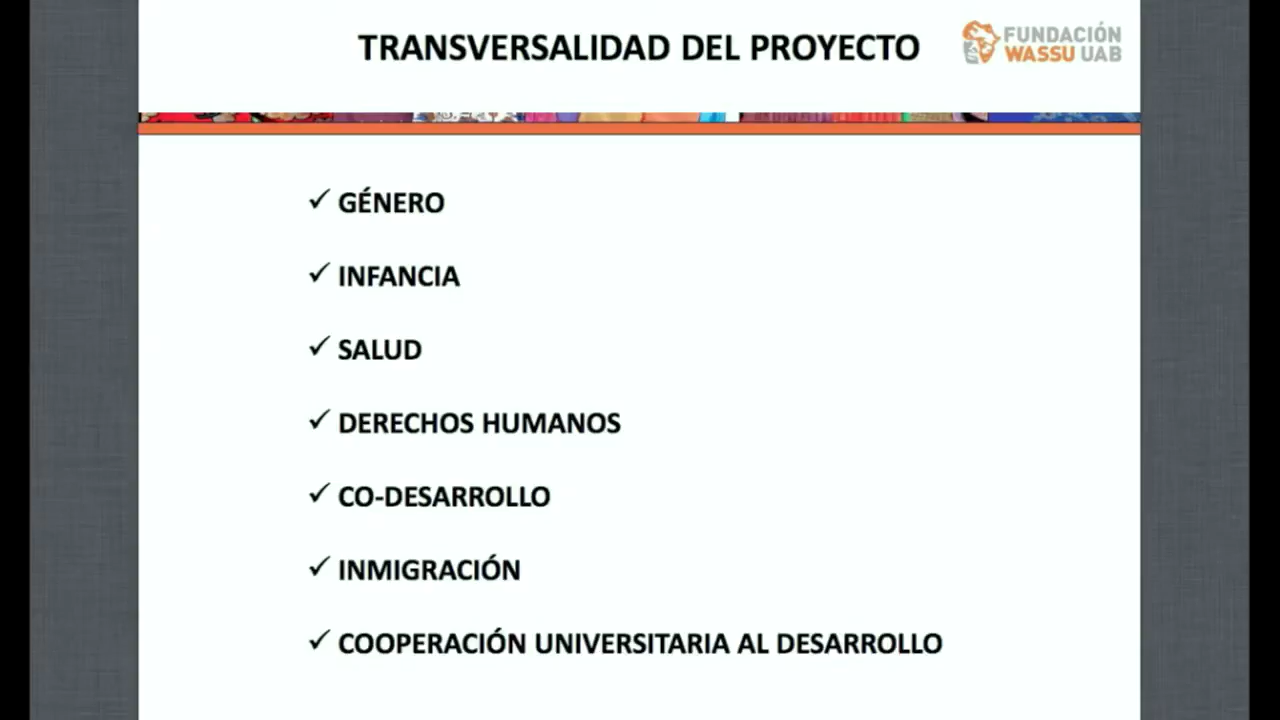 TRANSVERSALIDAD DEL PROYECTO
FUNDACIÓN
WASSU UAB
✓ GÉNERO
✓ INFANCIA
✓ SALUD
✓ DERECHOS HUMANOS
✓ CO-DESARROLLO
✓ INMIGRACIÓN
✓ COOPERACIÓN UNIVERSITARIA AL DESARROLLO